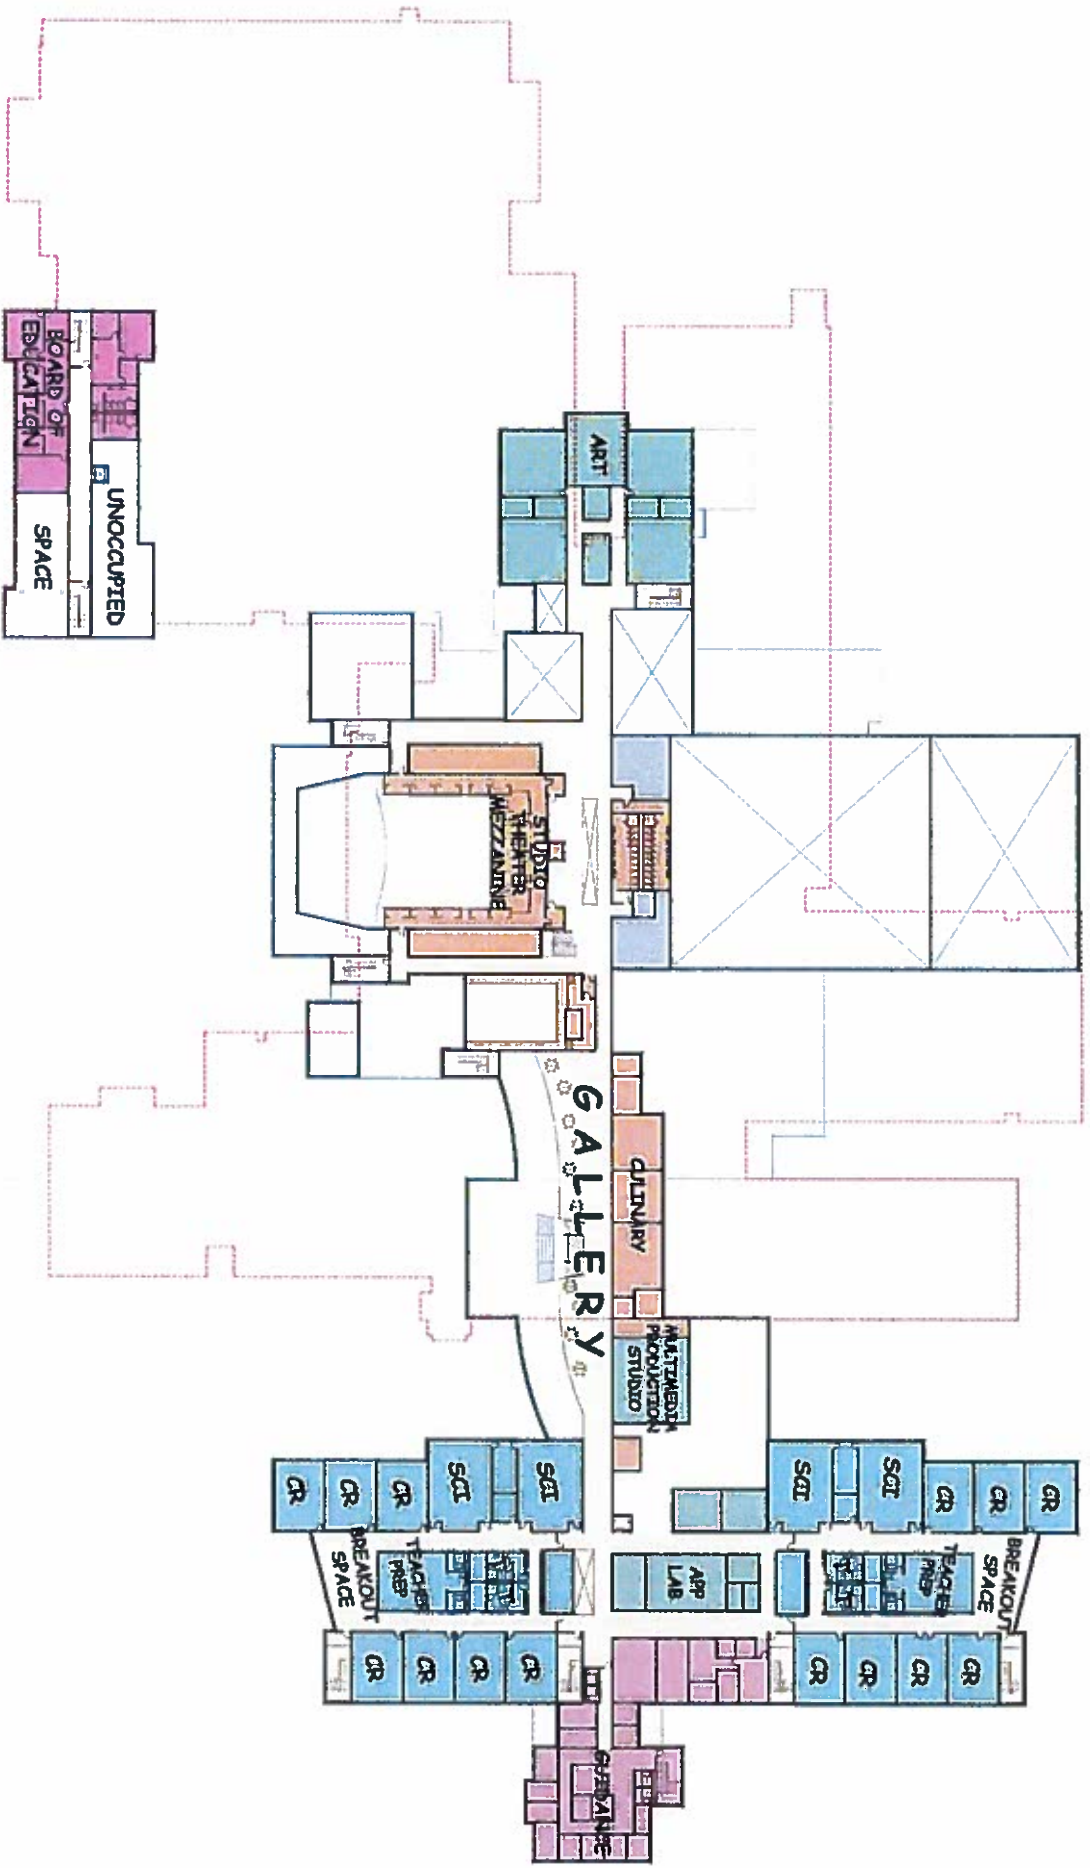 CR
CR
CR
BREAKOUT
SPACE
CR
CR
CR
CR
TEACHER
PREP
SCI
SCI
APP
LAB
MULTIMEDIA
PRODUCTION
STUDIO
CULINARY
ART
GALLERY
GUIDANCE
STUDIO
THEATER
MEZZANINE
SCI
SCI
CR
CR
CR
CR
TEACHER
PREP
CR
CR
CR
BREAKOUT
SPACE
UNOCCUPIED
BOARD OF
EDUCATION
SPACE